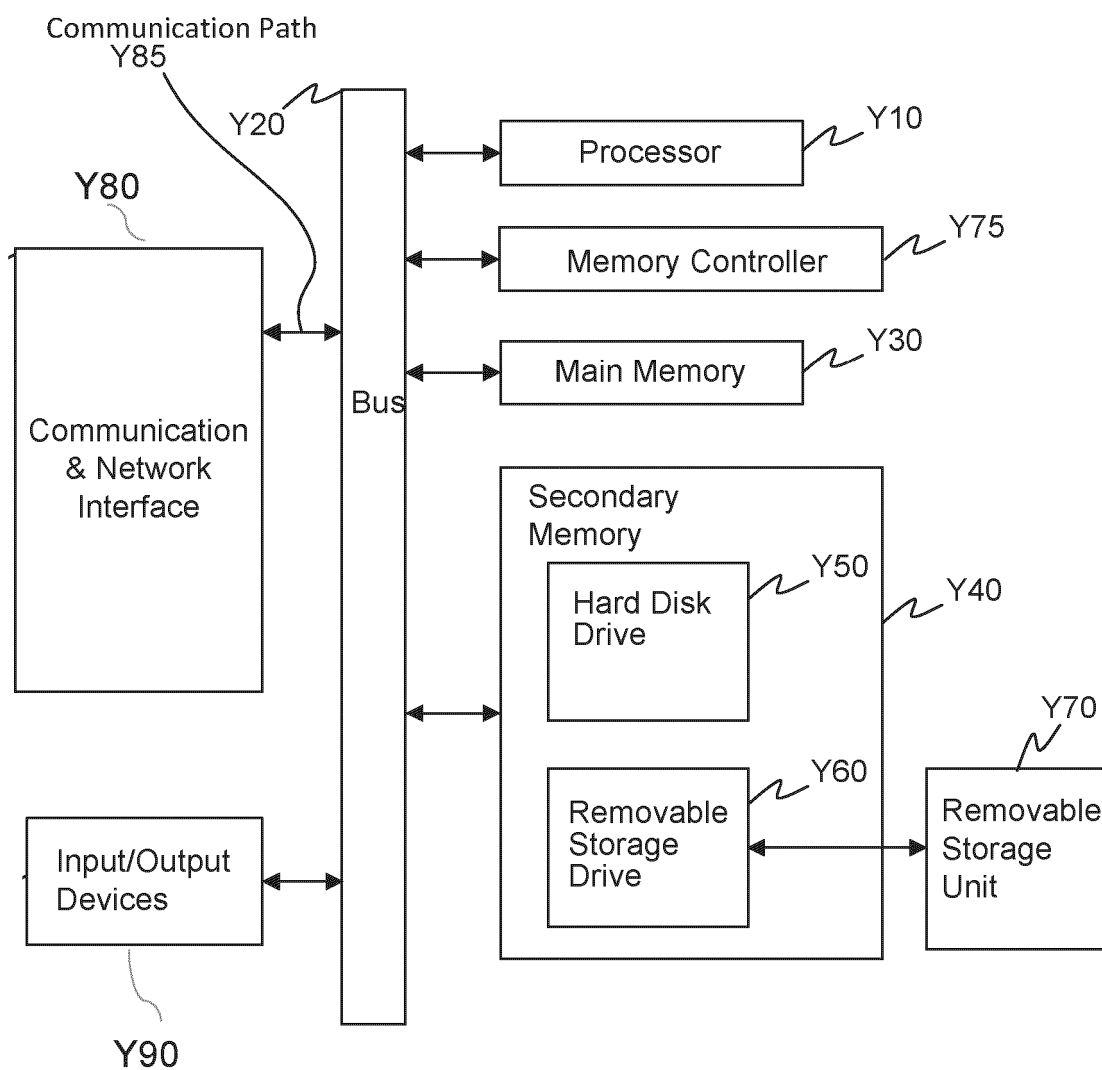 Communication Path
Y85
Y20
Y10
Processor
Y80
Y75
Memory Controller
Y30
Main Memory
Bus
Communication
& Network
Interface
Secondary
Memory
Y50
Hard Disk
Drive
Y40
Y70
Y60
Removable
Storage
Drive
Removable
Storage
Unit
Input/Output
Devices
Y90